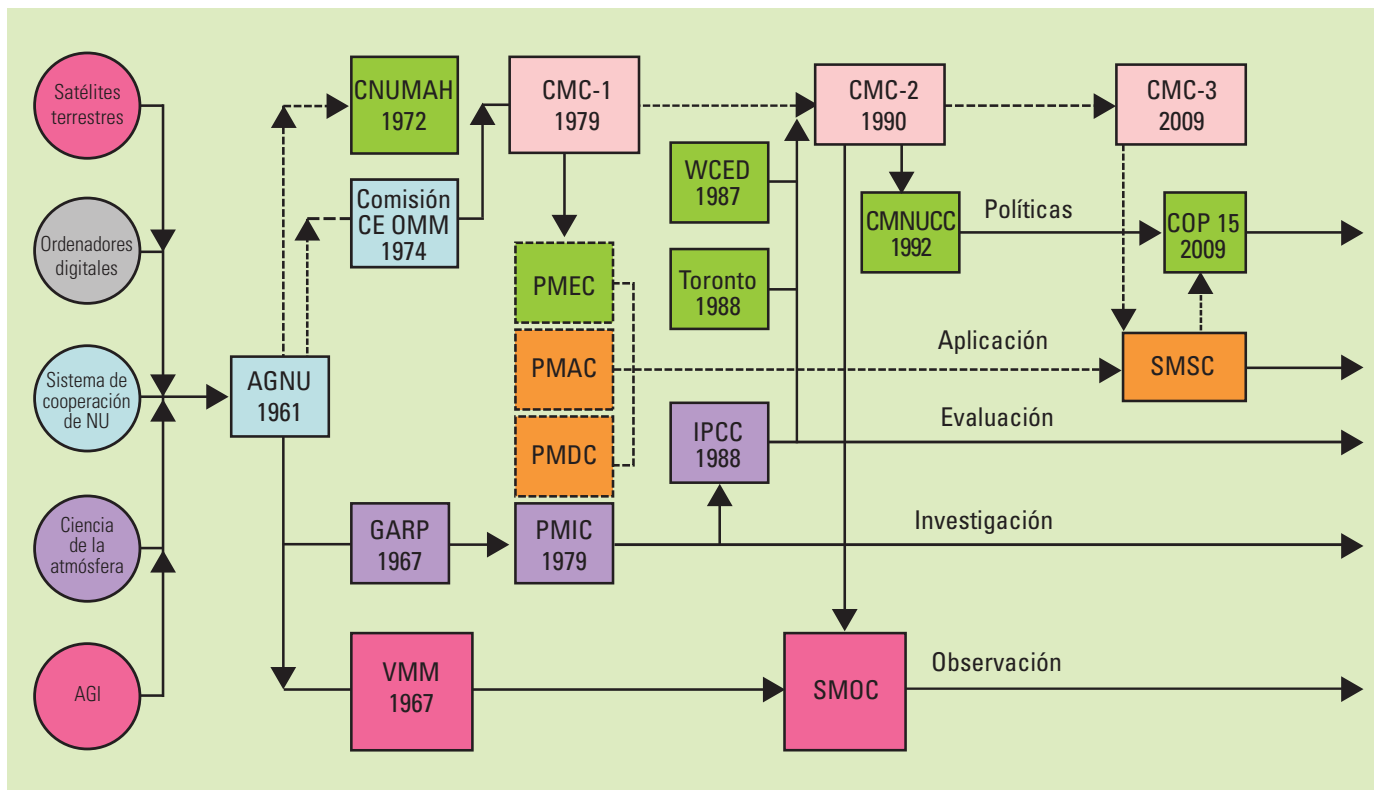 Satélites
terrestres
Ordenadores
digitales
Sistema de
cooperación
de NU
Ciencia
de la
atmósfera
AGI
AGNU
1961
CNUMAH
1972
Comisión
CE OMM
1974
GARP
1967
VMM
1967
CMC-1
1979
PMEC
PMAC
PMDC
PMIC
1979
WCED
1987
Toronto
1988
IPCC
1988
CMC-2
1990
CMNUCC
1992
SMOC
CMC-3
2009
Políticas
COP 15
2009
Aplicación
SMSC
Evaluación
Investigación
Observación